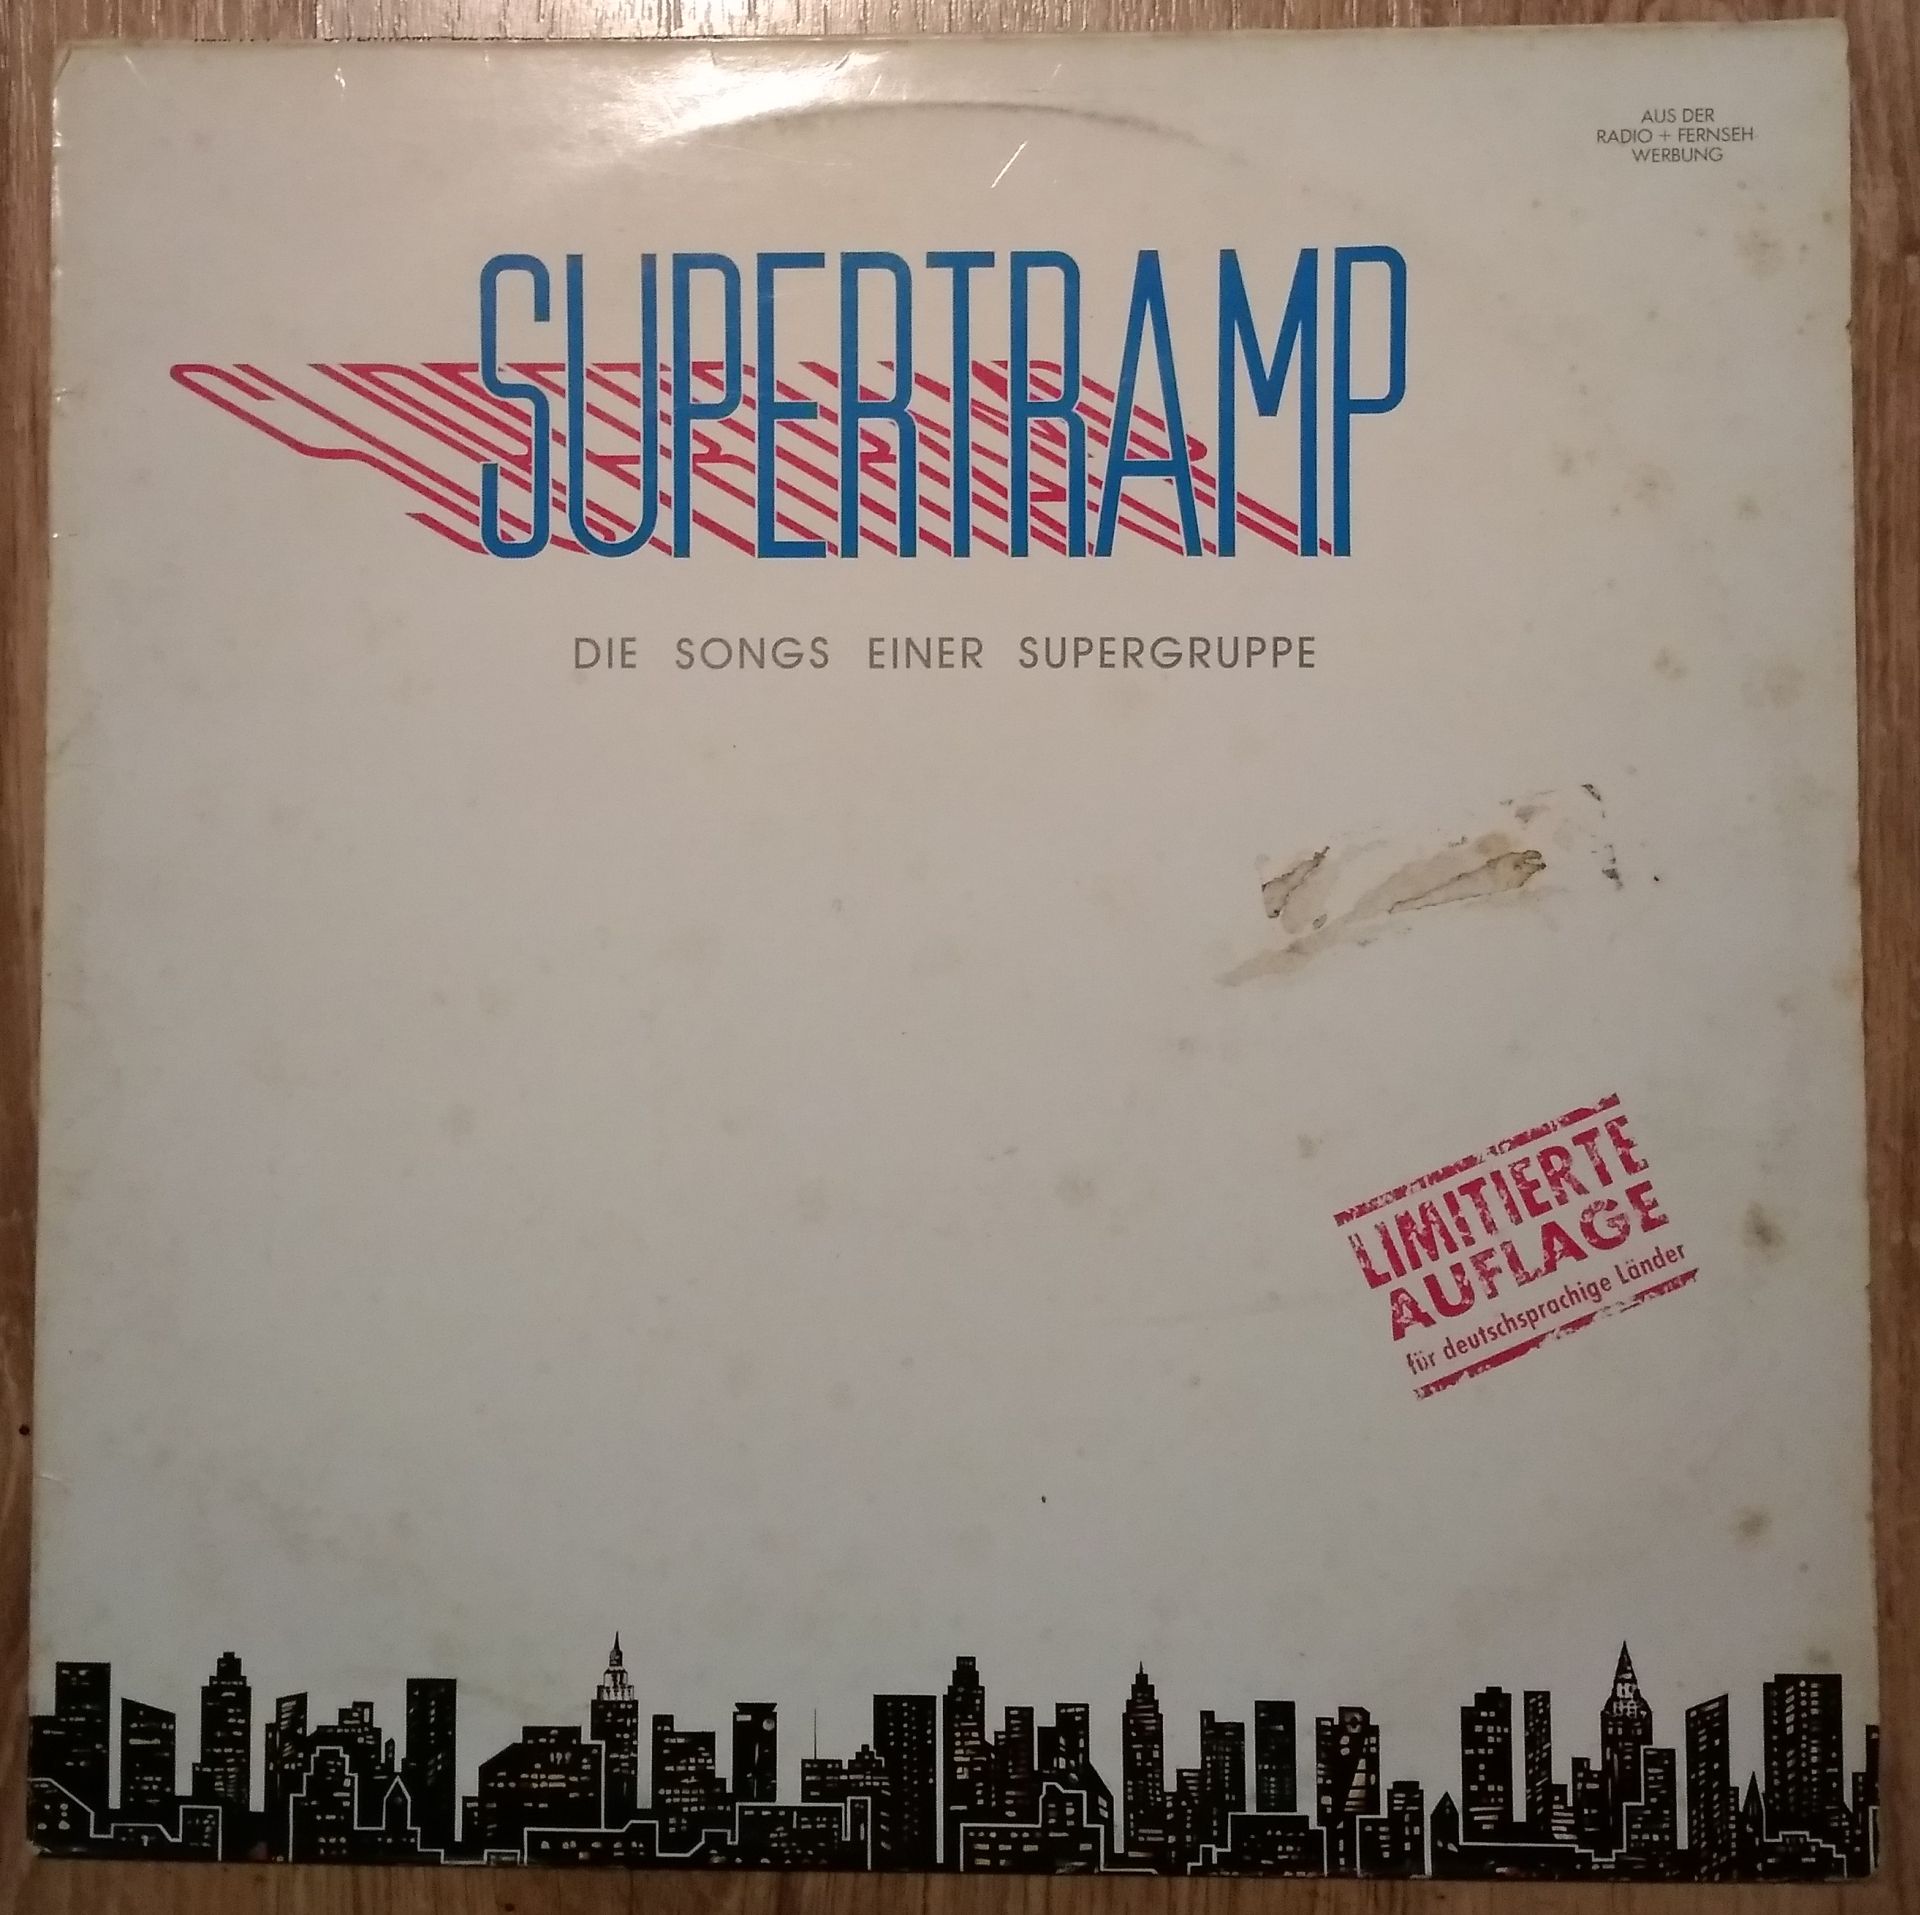 AUS DER
RADIO + FERNSEH
WERBUNG
SUPERTRAMP
DIE SONGS EINER SUPERGRUPPE
LIMITIERTE
AUFLAGE
für deutschsprachige Länder